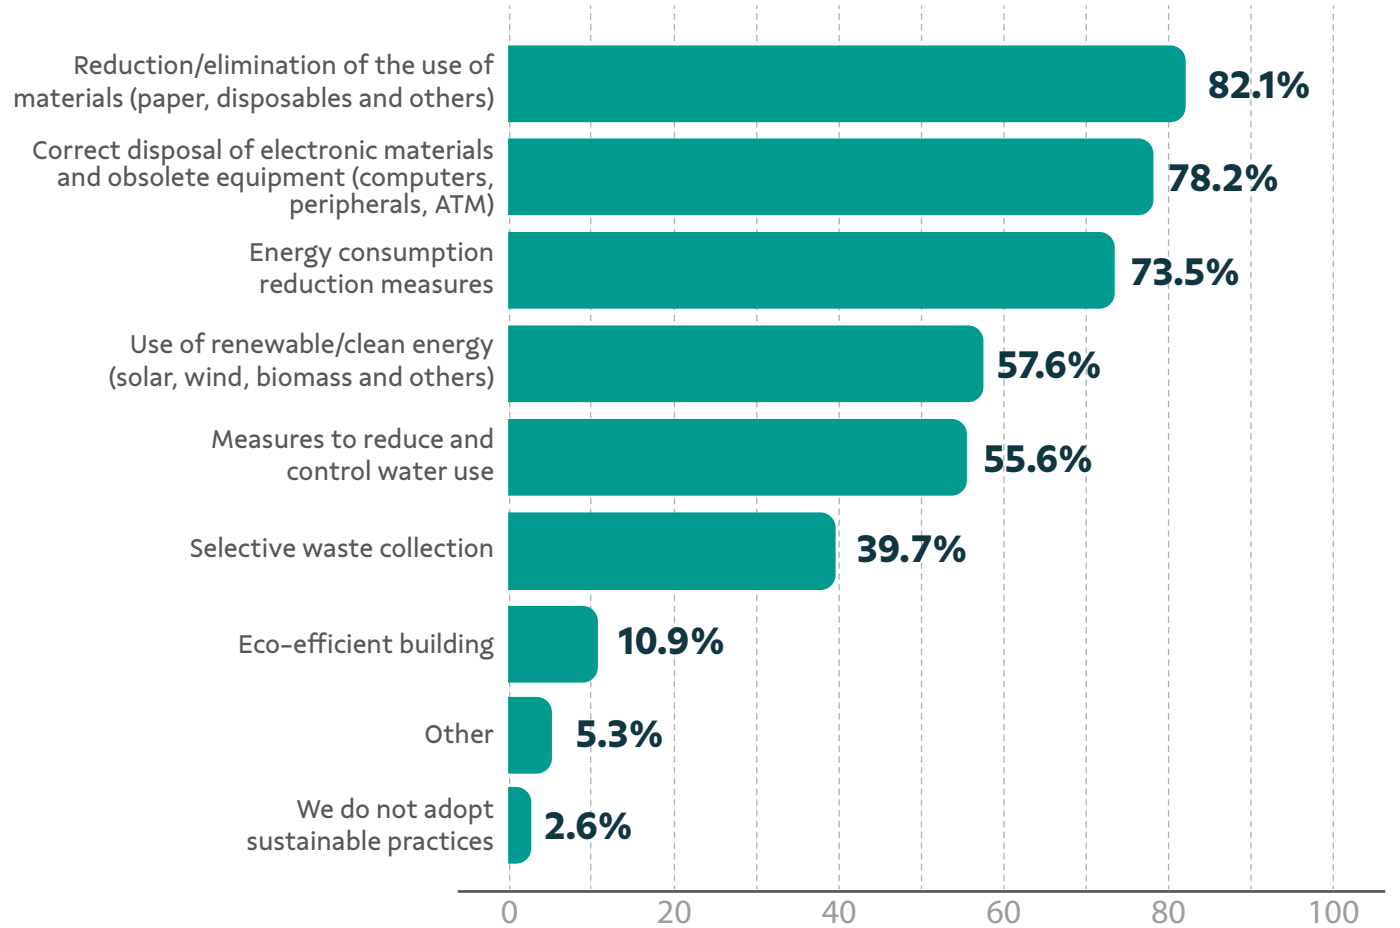 Reduction/elimination of the use of
materials (paper, disposables and others)
82.1%
Correct disposal of electronic materials
and obsolete equipment (computers,
peripherals, ATM)
78.2%
Energy consumption
reduction measures
73.5%
Use of renewable/clean energy
(solar, wind, biomass and others)
57.6%
Measures to reduce and
control water use
55.6%
Selective waste collection
39.7%
Eco-efficient building
10.9%
Other
5.3%
We do not adopt
sustainable practices
2.6%
0 20 40 60 80 100